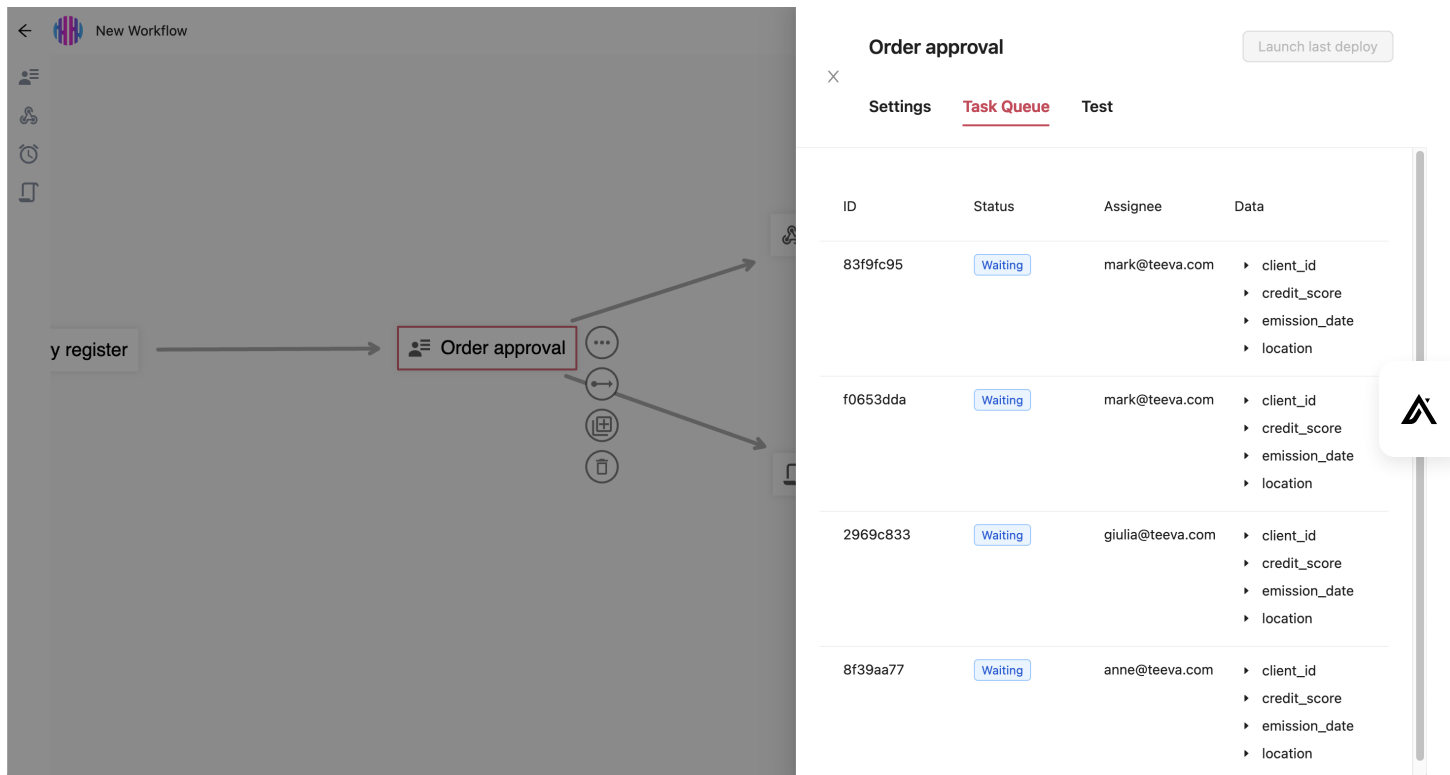 New Workflow
Order approval
Launch last deploy
Settings Task Queue Test
ID Status Assignee Data
83f9fc95 Waiting mark@teeva.com client_id
credit_score
emission_date
location
f0653dda Waiting mark@teeva.com client_id
credit_score
emission_date
location
2969c833 Waiting giulia@teeva.com client_id
credit_score
emission_date
location
8f39aa77 Waiting anne@teeva.com client_id
credit_score
emission_date
location
y register
Order approval